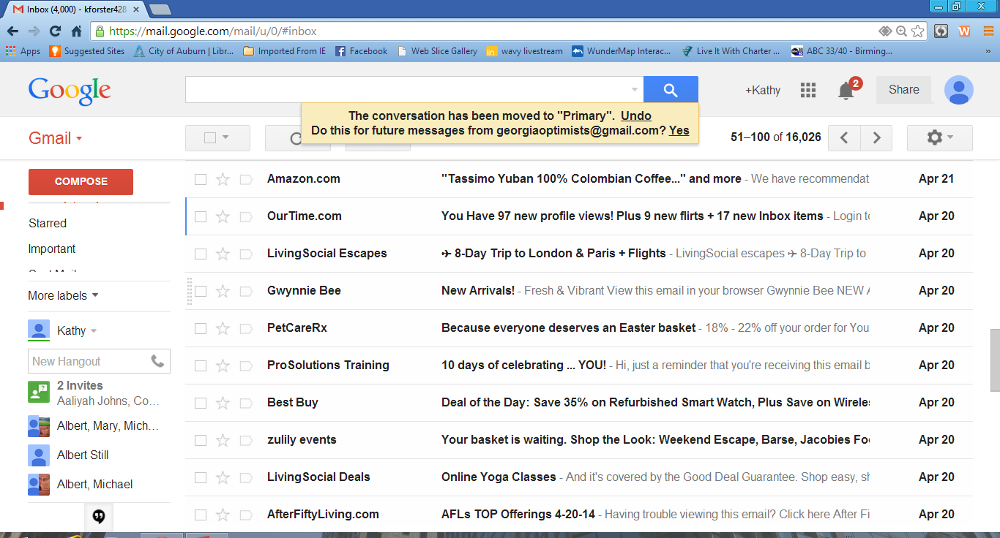 Inbox (4,000) - kforster428
https://mail.google.com/mail/u/0/#inbox
Apps Suggested Sites City of Auburn | Libr... Imported From IE Facebook Web Slice Gallery wavy livestream WunderMap Interac... Live It With Charter ... ABC 33/40 - Birming... »
Google
+Kathy
2
Share
The conversation has been moved to "Primary". Undo
Do this for future messages from georgiaoptimists@gmail.com? Yes
Gmail
51–100 of 16,026
COMPOSE
Starred
Important
More labels
Kathy
New Hangout
2 Invites
Aaliyah Johns, Co...
Albert, Mary, Mich...
Albert Still
Albert, Michael
Amazon.com "Tassimo Yuban 100% Colombian Coffee..." and more - We have recommendat Apr 21
OurTime.com You Have 97 new profile views! Plus 9 new flirts + 17 new Inbox items - Login to Apr 20
LivingSocial Escapes ✈ 8-Day Trip to London & Paris + Flights - LivingSocial escapes ✈ 8-Day Trip to Apr 20
Gwynnie Bee New Arrivals! - Fresh & Vibrant View this email in your browser Gwynnie Bee NEW A Apr 20
PetCareRx Because everyone deserves an Easter basket - 18% - 22% off your order for You Apr 20
ProSolutions Training 10 days of celebrating ... YOU! - Hi, just a reminder that you're receiving this email b Apr 20
Best Buy Deal of the Day: Save 35% on Refurbished Smart Watch, Plus Save on Wireles Apr 20
zulily events Your basket is waiting. Shop the Look: Weekend Escape, Barse, Jacobies Foo Apr 20
LivingSocial Deals Online Yoga Classes - And it's covered by the Good Deal Guarantee. Shop easy, sh Apr 20
AfterFiftyLiving.com AFLs TOP Offerings 4-20-14 - Having trouble viewing this email? Click here After Fi Apr 20